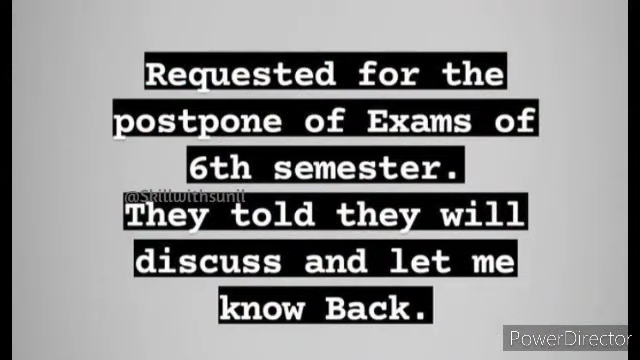 Requested for the
postpone of Exams of
6th semester.
@Skillwithsunil
They told they will
discuss and let me
know Back.
PowerDirector